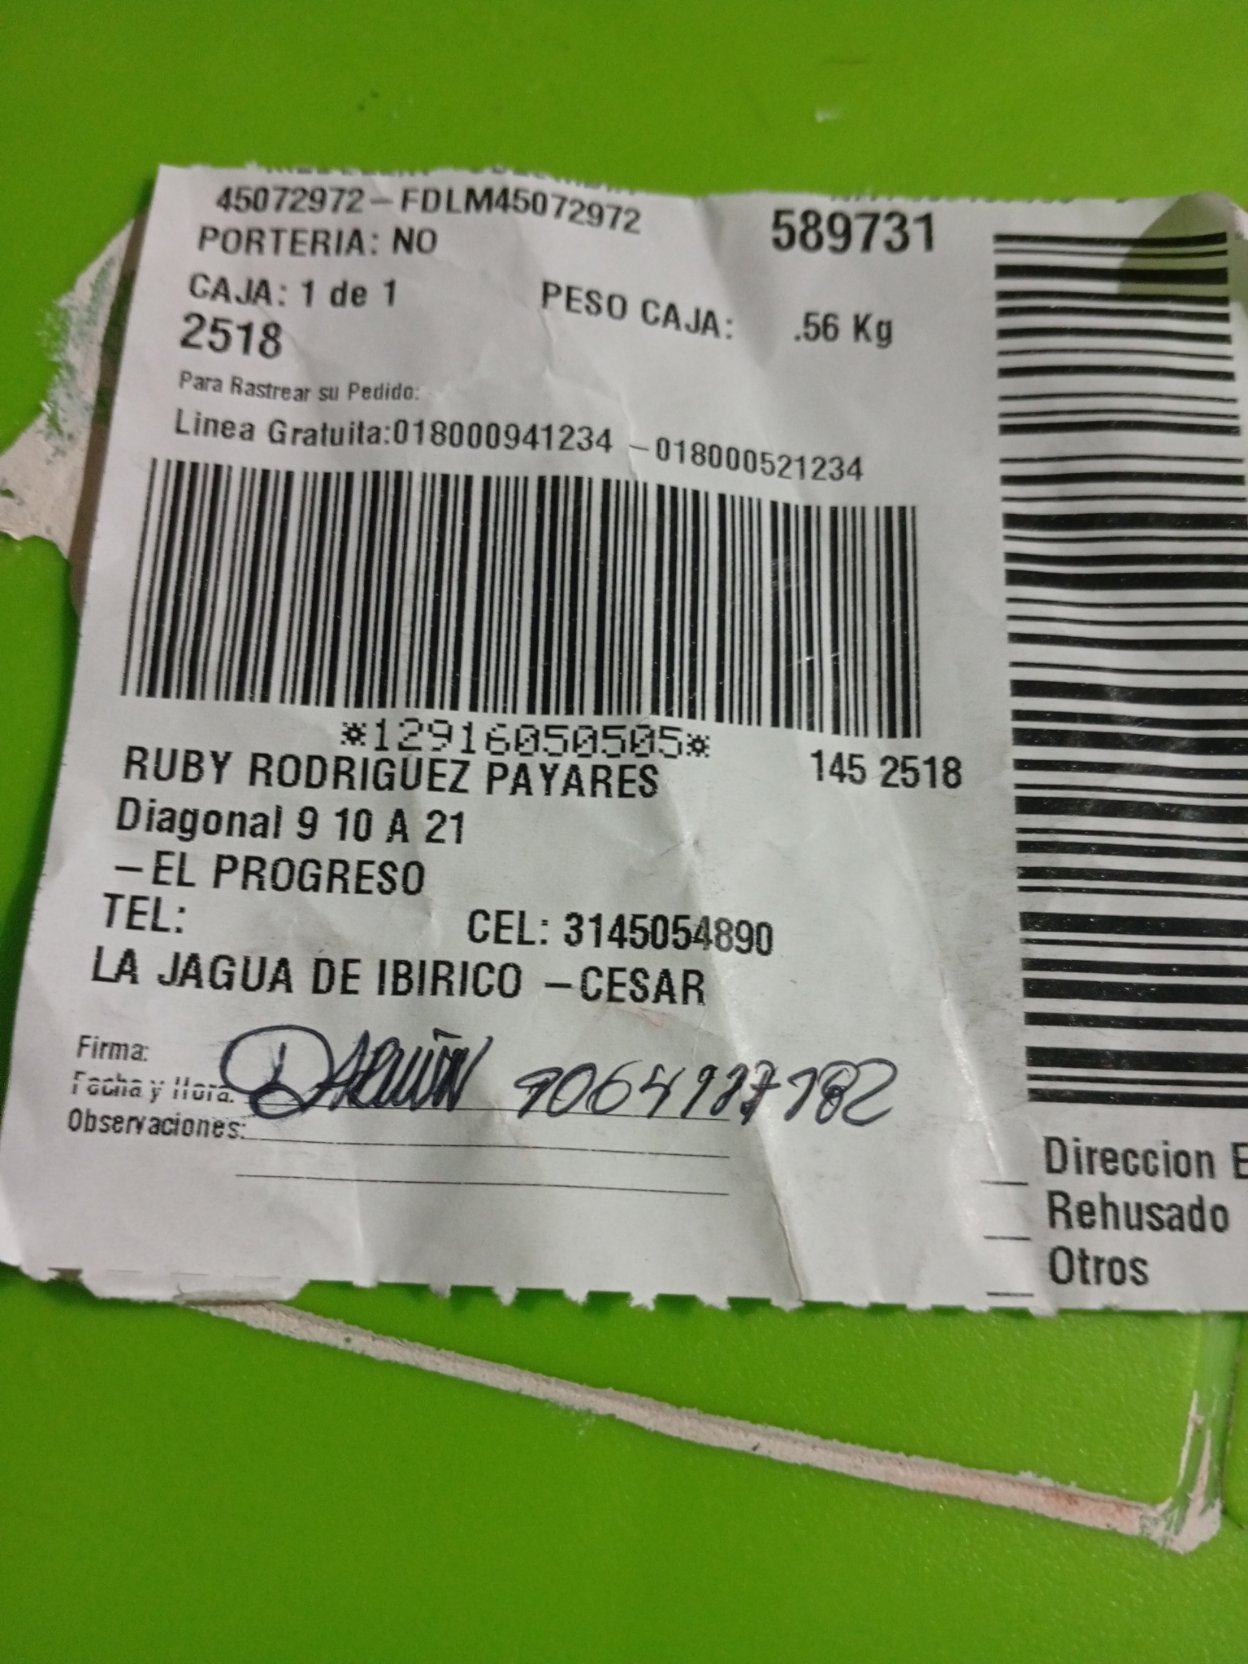 45072972-FDLM45072972
589731
PORTERIA: NO
CAJA: 1 de 1
PESO CAJA: .56 Kg
2518
Para Rastrear su Pedido:
Linea Gratuita:018000941234 -018000521234
*12916050505*
RUBY RODRIGUEZ PAYARES
145 2518
Diagonal 9 10 A 21
-EL PROGRESO
TEL:
CEL: 3145054890
LA JAGUA DE IBIRICO -CESAR
Firma:
Fecha y Hora:
Observaciones:
Direccion E
Rehusado
Otros